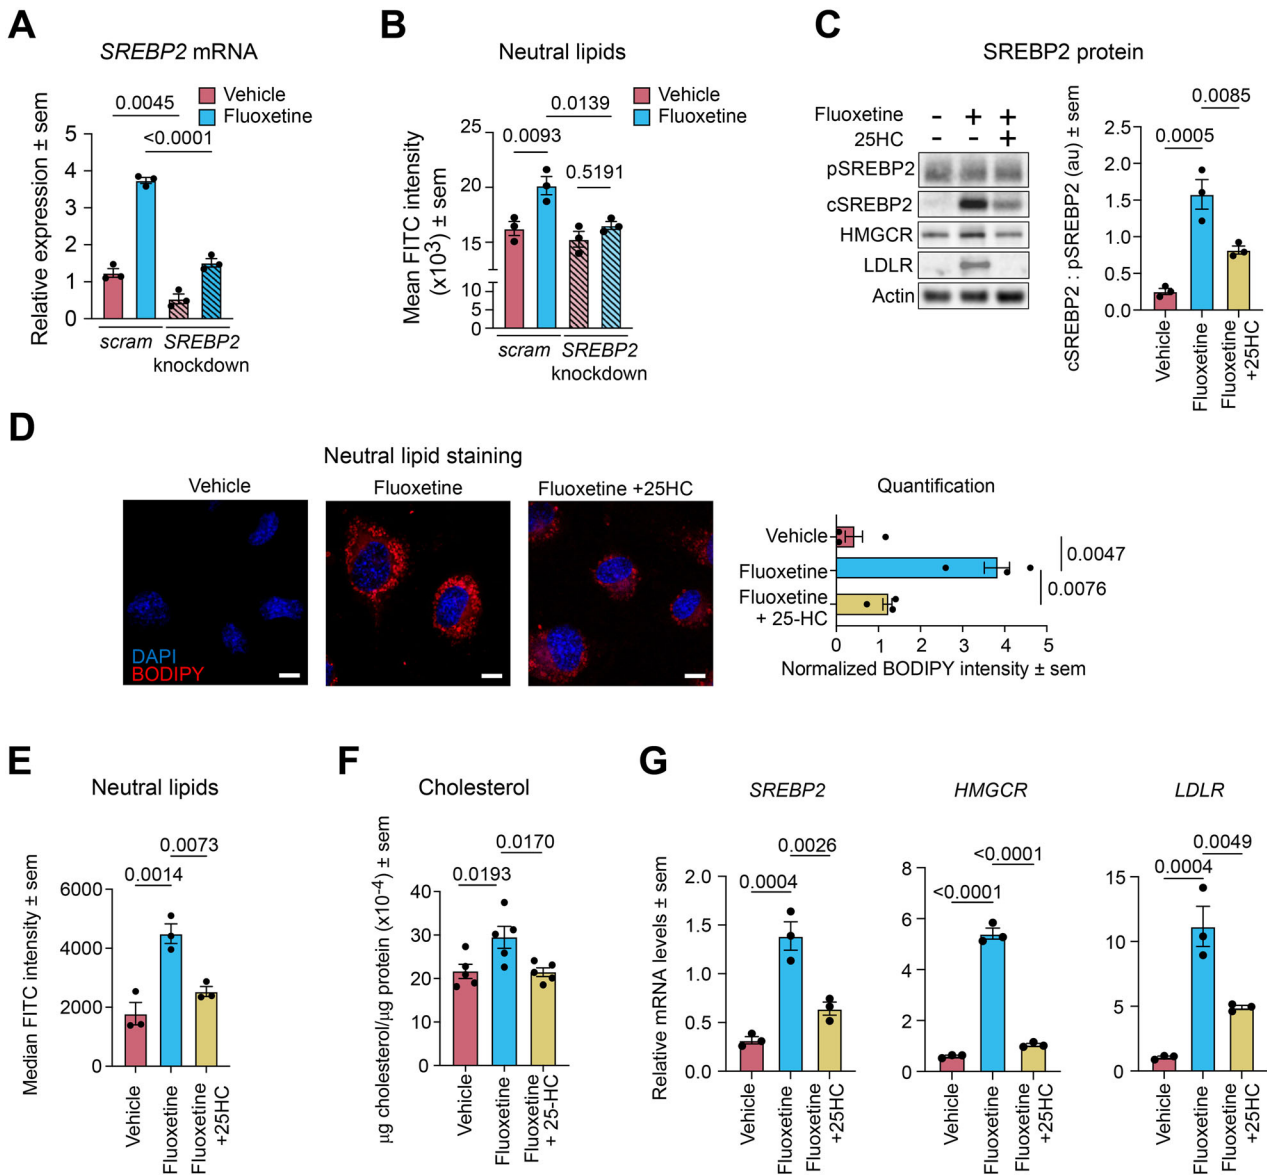 A
SREBP2 mRNA
Vehicle
Fluoxetine
0.0045
<0.0001
Relative expression ± sem
5
4
3
2
1
0
scram
SREBP2
knockdown
B
Neutral lipids
Vehicle
Fluoxetine
0.0139
0.0093
0.5191
Mean FITC intensity
(x10³) ± sem
25
20
15
10
5
0
scram
SREBP2
knockdown
C
SREBP2 protein
Fluoxetine - + +
25HC - - +
pSREBP2
cSREBP2
HMGCR
LDLR
Actin
0.0085
0.0005
cSREBP2 : pSREBP2 (au) ± sem
2.5
2.0
1.5
1.0
0.5
0.0
Vehicle
Fluoxetine
Fluoxetine
+25HC
D
Neutral lipid staining
Vehicle
Fluoxetine
Fluoxetine +25HC
DAPI
BODIPY
Quantification
Vehicle
Fluoxetine
Fluoxetine
+ 25-HC
0.0047
0.0076
0 1 2 3 4 5
Normalized BODIPY intensity ± sem
E
Neutral lipids
0.0073
0.0014
Median FITC intensity ± sem
6000
4000
2000
0
Vehicle
Fluoxetine
Fluoxetine
+25HC
F
Cholesterol
0.0170
0.0193
µg cholesterol/µg protein (x10⁻⁴) ± sem
40
30
20
10
0
Vehicle
Fluoxetine
Fluoxetine
+ 25-HC
G
SREBP2
0.0026
0.0004
Relative mRNA levels ± sem
2.0
1.5
1.0
0.5
0.0
Vehicle
Fluoxetine
Fluoxetine
+25HC
HMGCR
<0.0001
<0.0001
8
6
4
2
0
Vehicle
Fluoxetine
Fluoxetine
+25HC
LDLR
0.0049
0.0004
15
10
5
0
Vehicle
Fluoxetine
Fluoxetine
+25HC